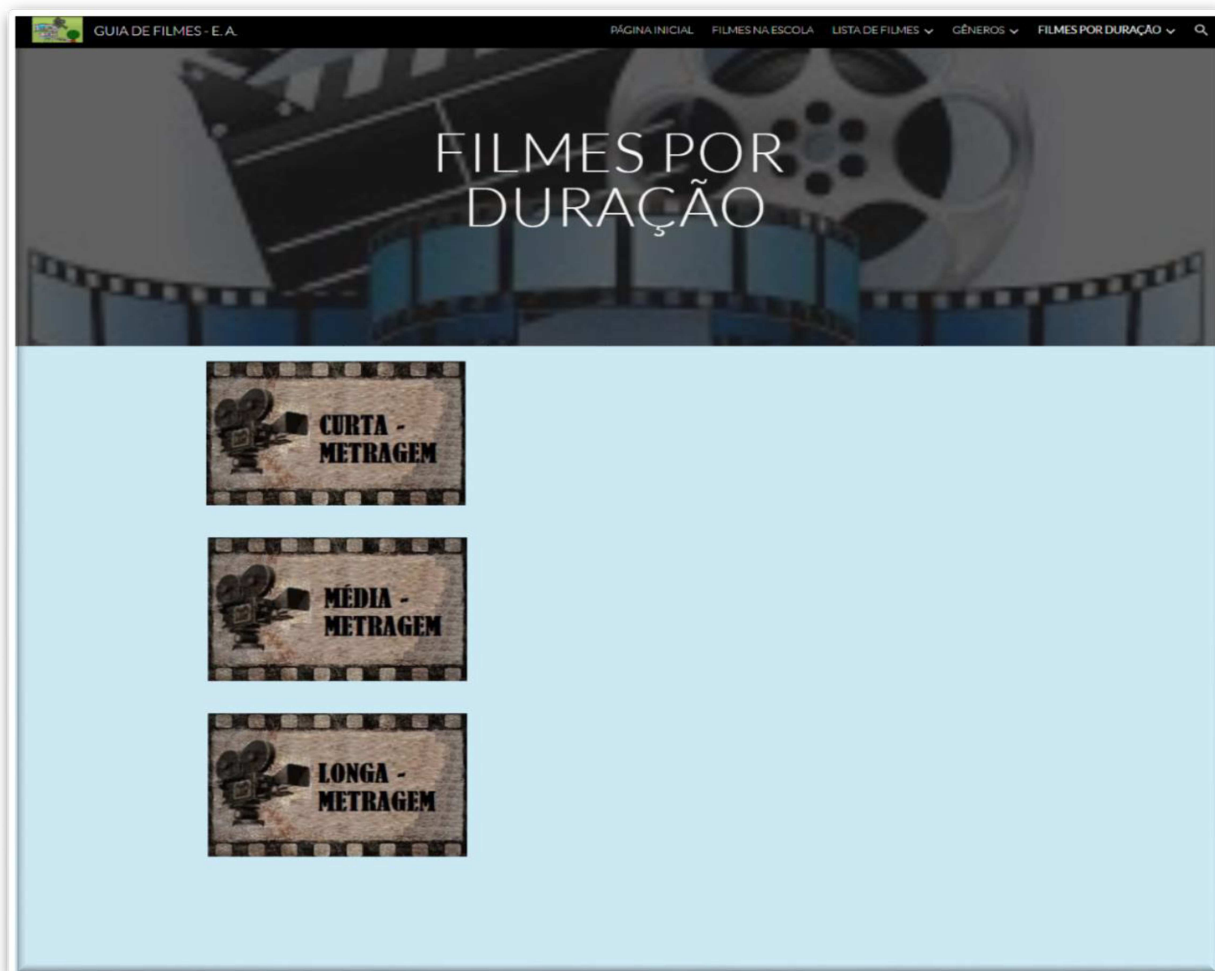 GUIA DE FILMES - E. A.
PÁGINA INICIAL FILMES NA ESCOLA LISTA DE FILMES GÊNEROS FILMES POR DURAÇÃO
FILMES POR
DURAÇÃO
CURTA -
METRAGEM
MÉDIA -
METRAGEM
LONGA -
METRAGEM